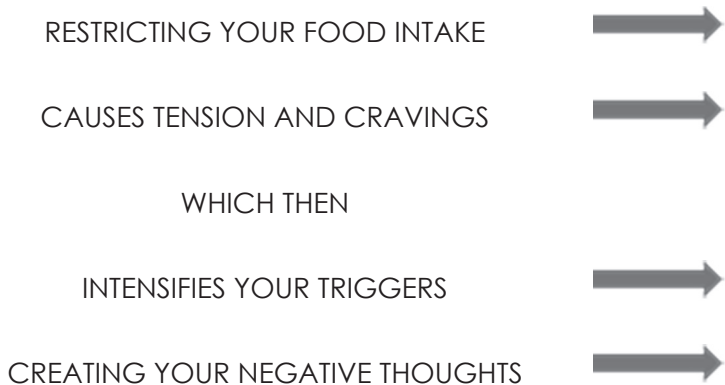 RESTRICTING YOUR FOOD INTAKE
CAUSES TENSION AND CRAVINGS
WHICH THEN
INTENSIFIES YOUR TRIGGERS
CREATING YOUR NEGATIVE THOUGHTS